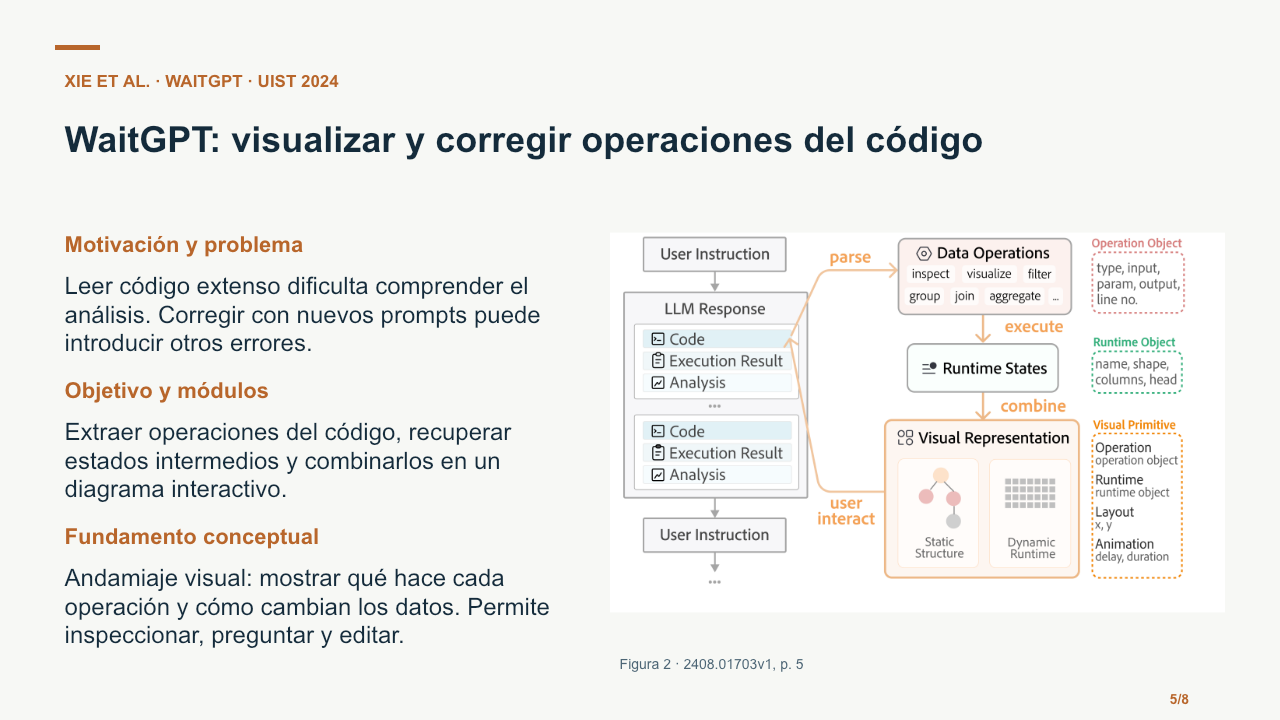 XIE ET AL. · WAITGPT · UIST 2024
WaitGPT: visualizar y corregir operaciones del código
Motivación y problema
Leer código extenso dificulta comprender el
análisis. Corregir con nuevos prompts puede
introducir otros errores.
Objetivo y módulos
Extraer operaciones del código, recuperar
estados intermedios y combinarlos en un
diagrama interactivo.
Fundamento conceptual
Andamiaje visual: mostrar qué hace cada
operación y cómo cambian los datos. Permite
inspeccionar, preguntar y editar.
User Instruction
LLM Response
Code
Execution Result
Analysis
...
Code
Execution Result
Analysis
User Instruction
...
parse
user
interact
Data Operations
inspect visualize filter
group join aggregate ...
execute
Runtime States
combine
Visual Representation
Static
Structure
Dynamic
Runtime
Operation Object
type, input,
param, output,
line no.
Runtime Object
name, shape,
columns, head
Visual Primitive
Operation
operation object
Runtime
runtime object
Layout
x, y
Animation
delay, duration
Figura 2 · 2408.01703v1, p. 5
5/8